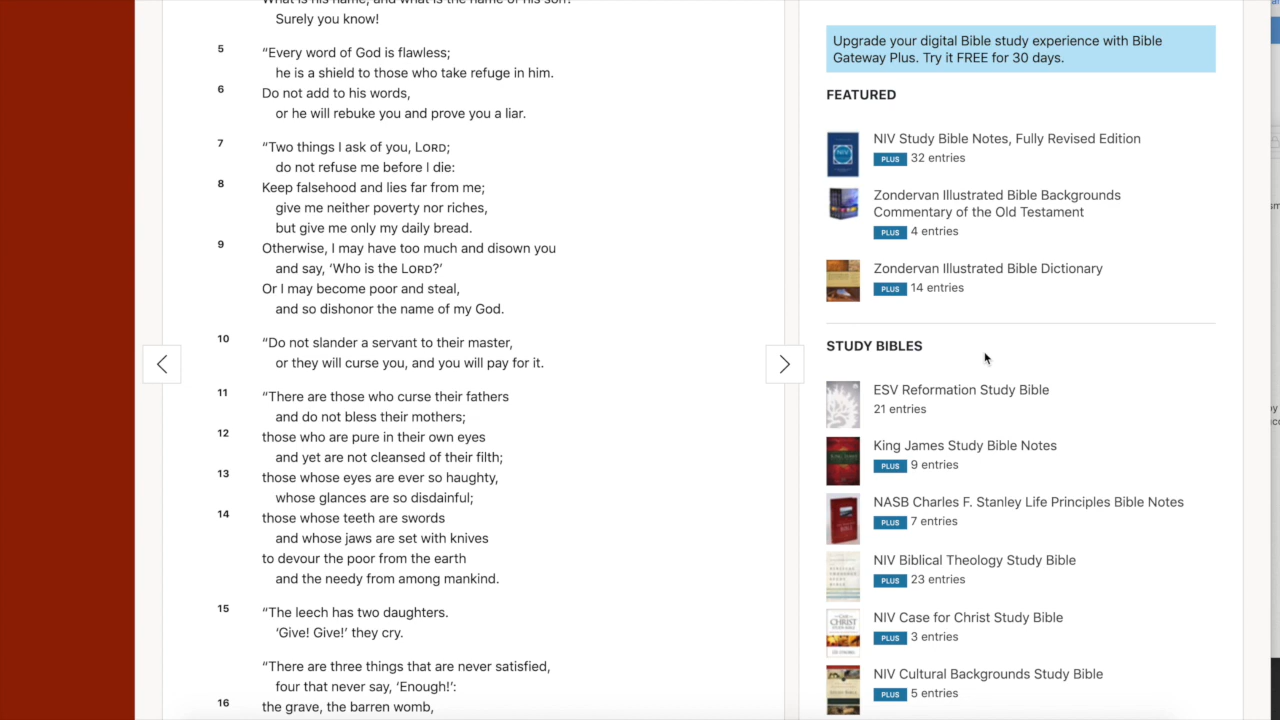 What is his name, and what is the name of his son?
Surely you know!
5 “Every word of God is flawless;
he is a shield to those who take refuge in him.
6 Do not add to his words,
or he will rebuke you and prove you a liar.
7 “Two things I ask of you, LORD;
do not refuse me before I die:
8 Keep falsehood and lies far from me;
give me neither poverty nor riches,
but give me only my daily bread.
9 Otherwise, I may have too much and disown you
and say, ‘Who is the LORD?’
Or I may become poor and steal,
and so dishonor the name of my God.
10 “Do not slander a servant to their master,
or they will curse you, and you will pay for it.
11 “There are those who curse their fathers
and do not bless their mothers;
12 those who are pure in their own eyes
and yet are not cleansed of their filth;
13 those whose eyes are ever so haughty,
whose glances are so disdainful;
14 those whose teeth are swords
and whose jaws are set with knives
to devour the poor from the earth
and the needy from among mankind.
15 “The leech has two daughters.
‘Give! Give!’ they cry.
“There are three things that are never satisfied,
four that never say, ‘Enough!’:
16 the grave, the barren womb,
Upgrade your digital Bible study experience with Bible
Gateway Plus. Try it FREE for 30 days.
FEATURED
NIV Study Bible Notes, Fully Revised Edition
PLUS 32 entries
Zondervan Illustrated Bible Backgrounds
Commentary of the Old Testament
PLUS 4 entries
Zondervan Illustrated Bible Dictionary
PLUS 14 entries
STUDY BIBLES
ESV Reformation Study Bible
21 entries
King James Study Bible Notes
PLUS 9 entries
NASB Charles F. Stanley Life Principles Bible Notes
PLUS 7 entries
NIV Biblical Theology Study Bible
PLUS 23 entries
NIV Case for Christ Study Bible
PLUS 3 entries
NIV Cultural Backgrounds Study Bible
PLUS 5 entries